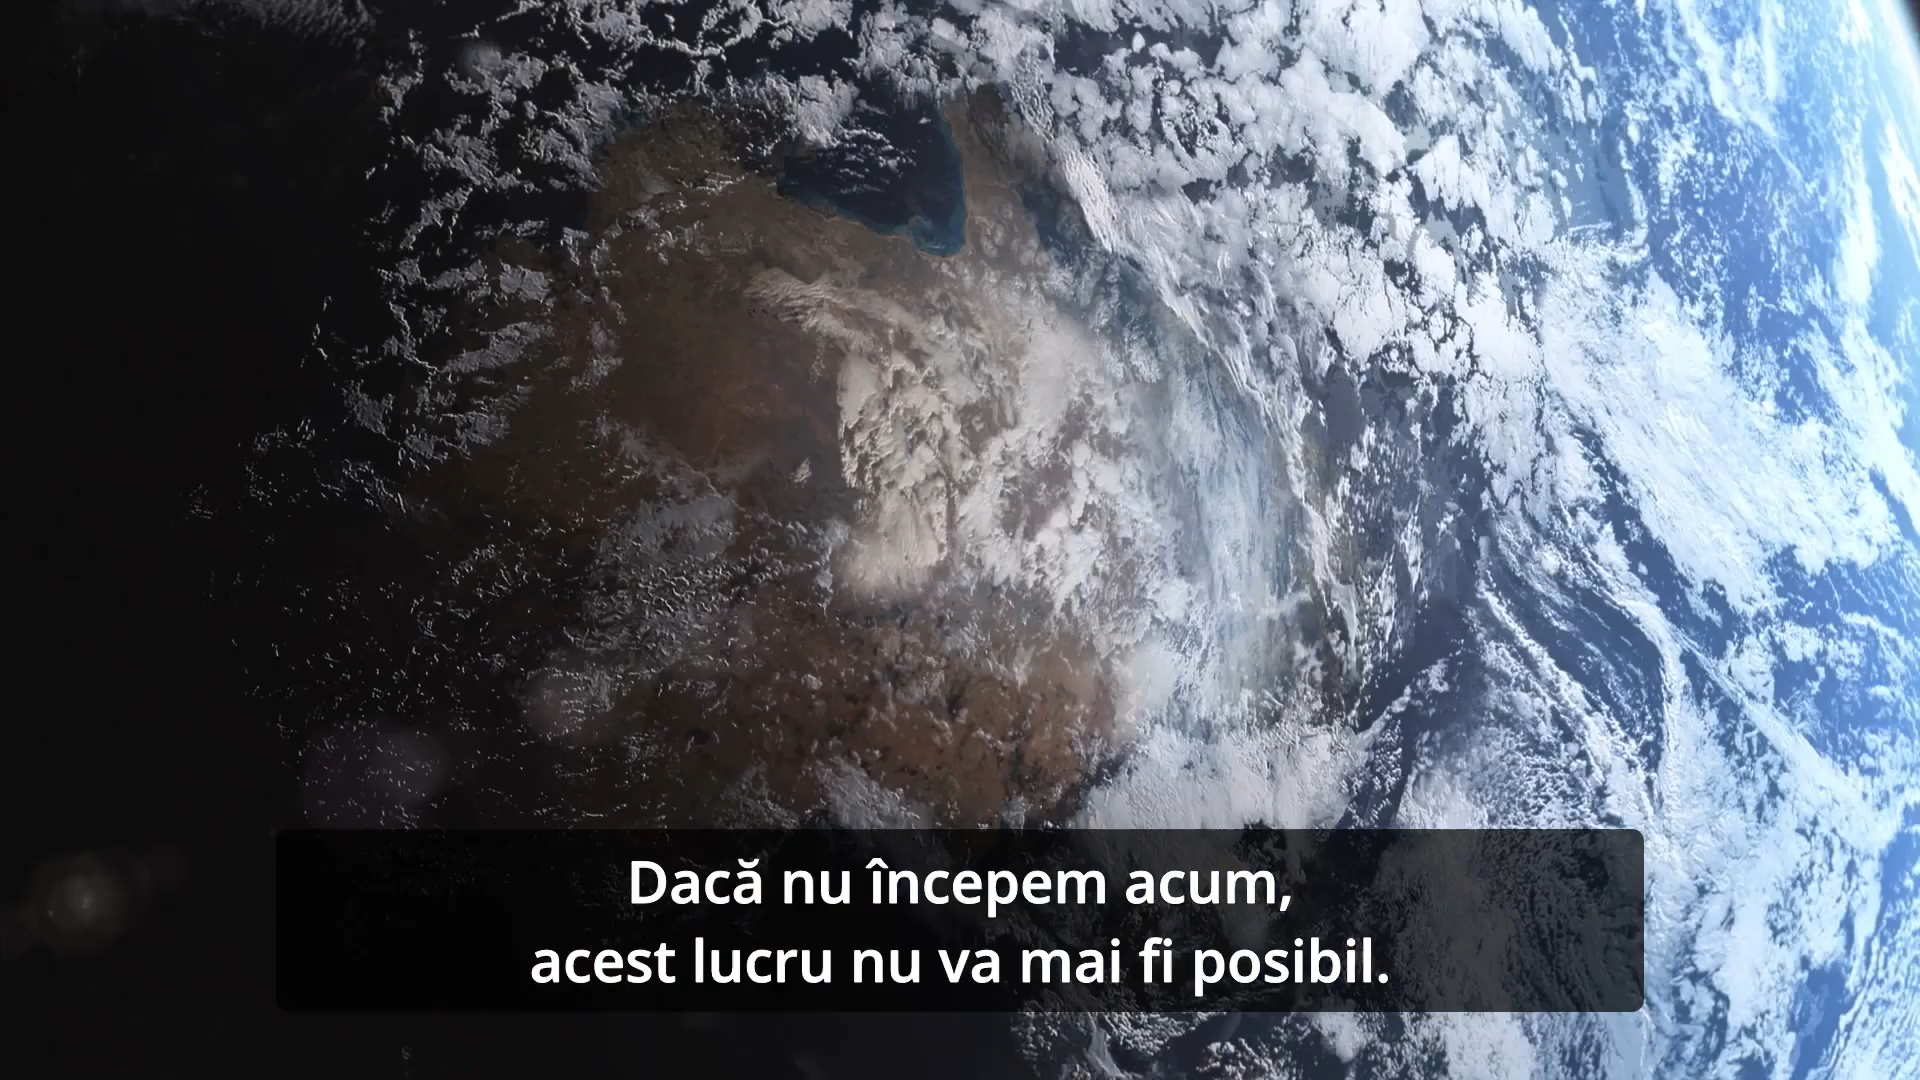 Dacă nu începem acum,
acest lucru nu va mai fi posibil.